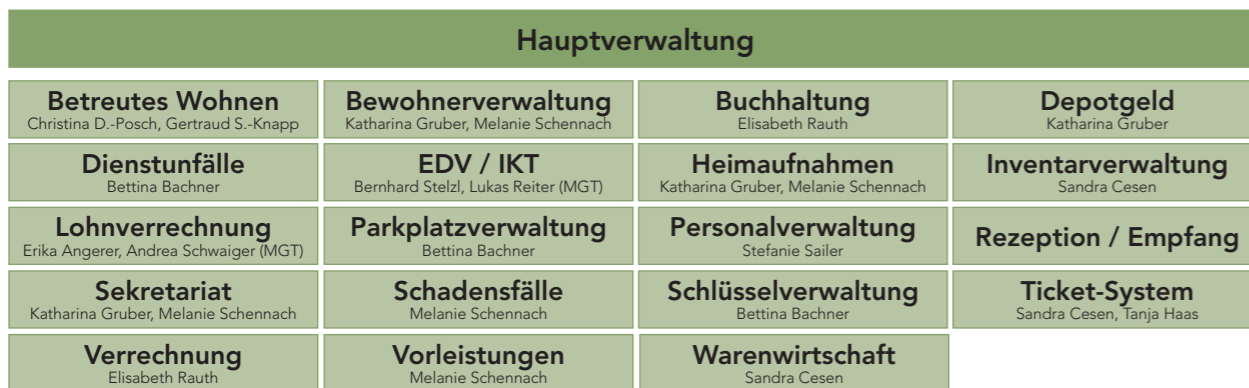 Hauptverwaltung
Betreutes Wohnen
Christina D.-Posch, Gertraud S.-Knapp
Bewohnerverwaltung
Katharina Gruber, Melanie Schennach
Buchhaltung
Elisabeth Rauth
Depotgeld
Katharina Gruber
Dienstunfälle
Bettina Bachner
EDV / IKT
Bernhard Stelzl, Lukas Reiter (MGT)
Heimaufnahmen
Katharina Gruber, Melanie Schennach
Inventarverwaltung
Sandra Cesen
Lohnverrechnung
Erika Angerer, Andrea Schwaiger (MGT)
Parkplatzverwaltung
Bettina Bachner
Personalverwaltung
Stefanie Sailer
Rezeption / Empfang
Sekretariat
Katharina Gruber, Melanie Schennach
Schadensfälle
Melanie Schennach
Schlüsselverwaltung
Bettina Bachner
Ticket-System
Sandra Cesen, Tanja Haas
Verrechnung
Elisabeth Rauth
Vorleistungen
Melanie Schennach
Warenwirtschaft
Sandra Cesen